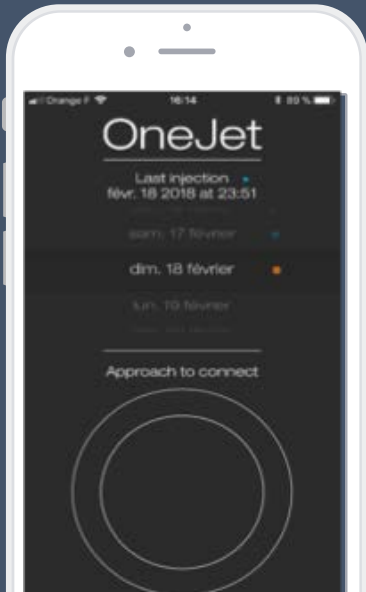 Orange F 16:14 89 %
OneJet
Last injection
févr. 18 2018 at 23:51
sam. 17 février
dim. 18 février
lun. 19 février
Approach to connect